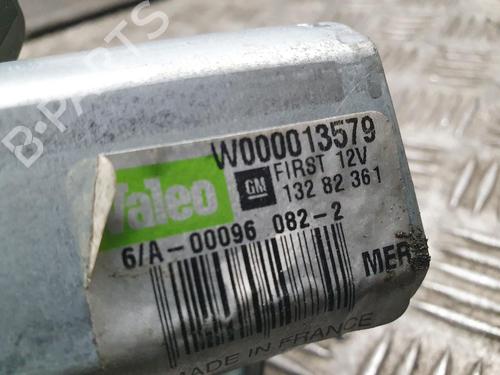 W000013579
Valeo
GM
FIRST 12V
132 82 361
6/A-00096 082-2
MER
MADE IN FRANCE
B-Parts